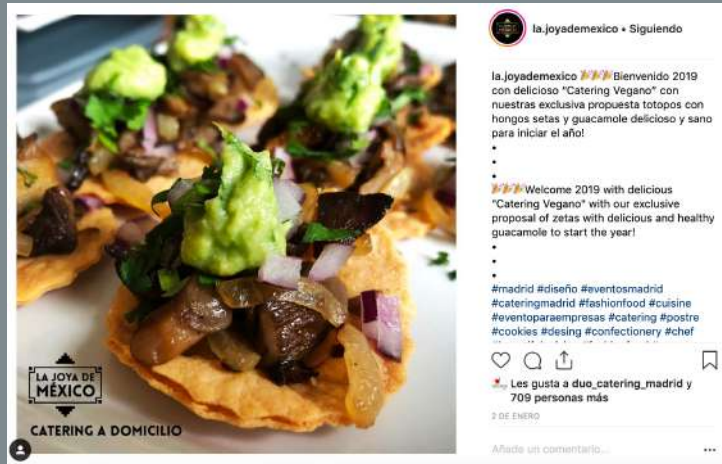 la.joyademexico • Siguiendo
la.joyademexico 🎉🎉🎉Bienvenido 2019
con delicioso "Catering Vegano" con
nuestras exclusiva propuesta totopos con
hongos setas y guacamole delicioso y sano
para iniciar el año!
•
•
•
🎉🎉🎉Welcome 2019 with delicious
"Catering Vegano" with our exclusive
proposal of zetas with delicious and healthy
guacamole to start the year!
•
•
•
#madrid #diseño #eventosmadrid
#cateringmadrid #fashionfood #cuisine
#eventoparaempresas #catering #postre
#cookies #desing #confectionery #chef
Les gusta a duo_catering_madrid y
709 personas más
2 DE ENERO
Añade un comentario...
LA JOYA DE
MÉXICO
CATERING A DOMICILIO